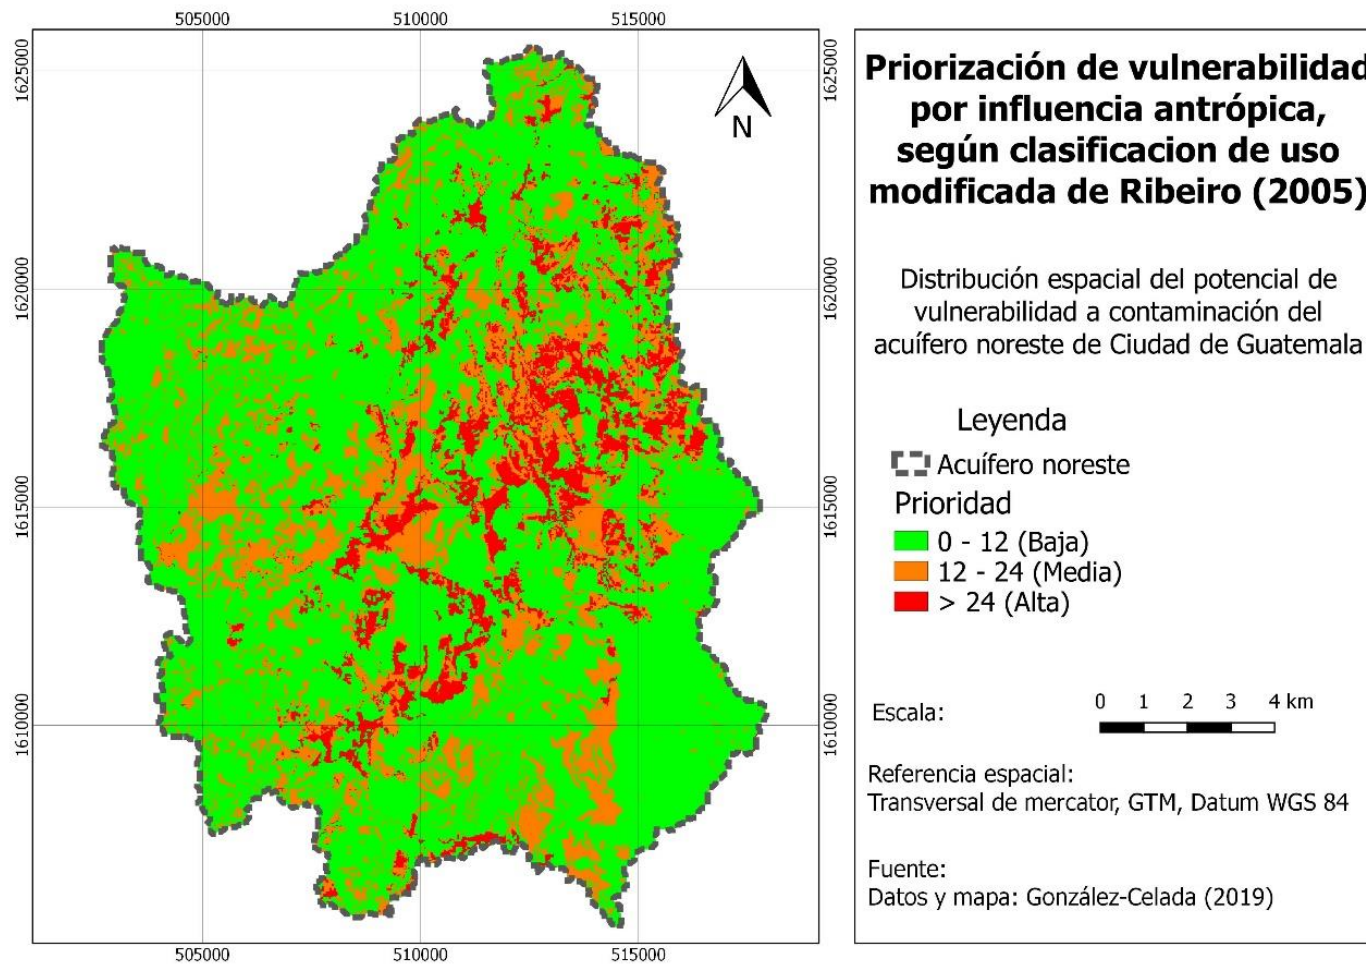 505000
510000
515000
1625000
1625000
N
1620000
1620000
1615000
1615000
1610000
1610000
505000
510000
515000
Priorización de vulnerabilidad
por influencia antrópica,
según clasificacion de uso
modificada de Ribeiro (2005)
Distribución espacial del potencial de
vulnerabilidad a contaminación del
acuífero noreste de Ciudad de Guatemala
Leyenda
Acuífero noreste
Prioridad
0 - 12 (Baja)
12 - 24 (Media)
> 24 (Alta)
Escala:
0 1 2 3 4 km
Referencia espacial:
Transversal de mercator, GTM, Datum WGS 84
Fuente:
Datos y mapa: González-Celada (2019)